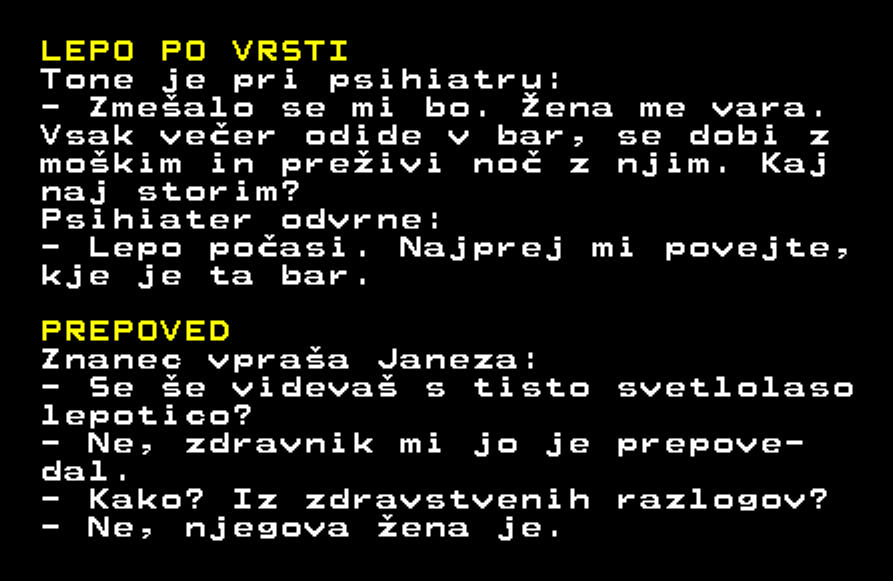 LEPO PO VRSTI
Tone je pri psihiatru:
- Zmešalo se mi bo. Žena me vara.
Vsak večer odide v bar, se dobi z
moškim in preživi noč z njim. Kaj
naj storim?
Psihiater odvrne:
- Lepo počasi. Najprej mi povejte,
kje je ta bar.
PREPOVED
Znanec vpraša Janeza:
- Se še videvaš s tisto svetlolaso
lepotico?
- Ne, zdravnik mi jo je prepove-
dal.
- Kako? Iz zdravstvenih razlogov?
- Ne, njegova žena je.